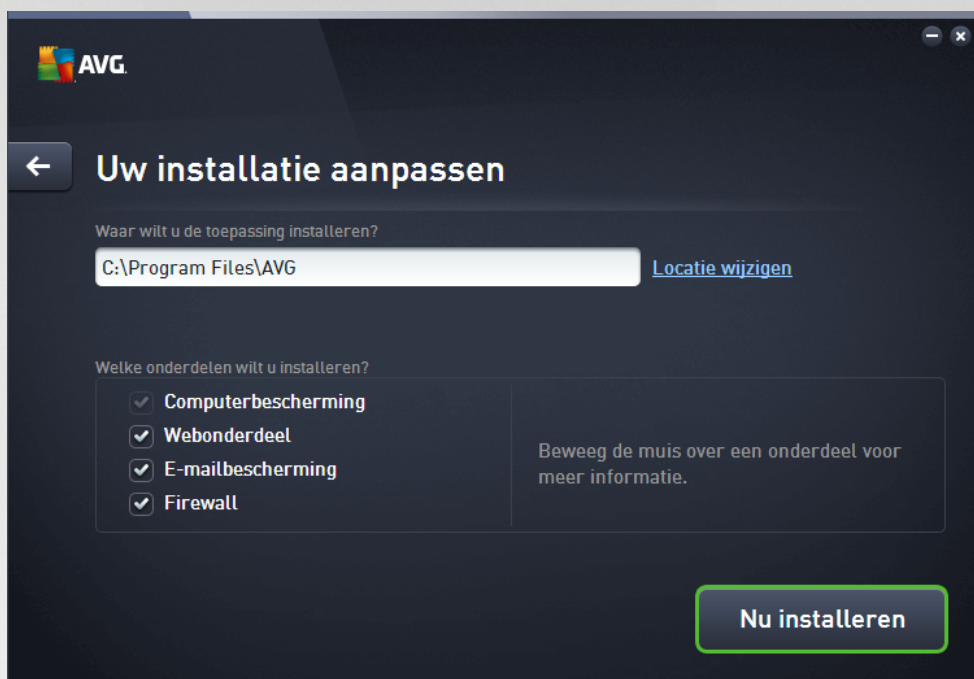 AVG.
Uw installatie aanpassen
Waar wilt u de toepassing installeren?
C:\Program Files\AVG
Locatie wijzigen
Welke onderdelen wilt u installeren?
Computerbescherming
Webonderdeel
E-mailbescherming
Firewall
Beweeg de muis over een onderdeel voor
meer informatie.
Nu installeren